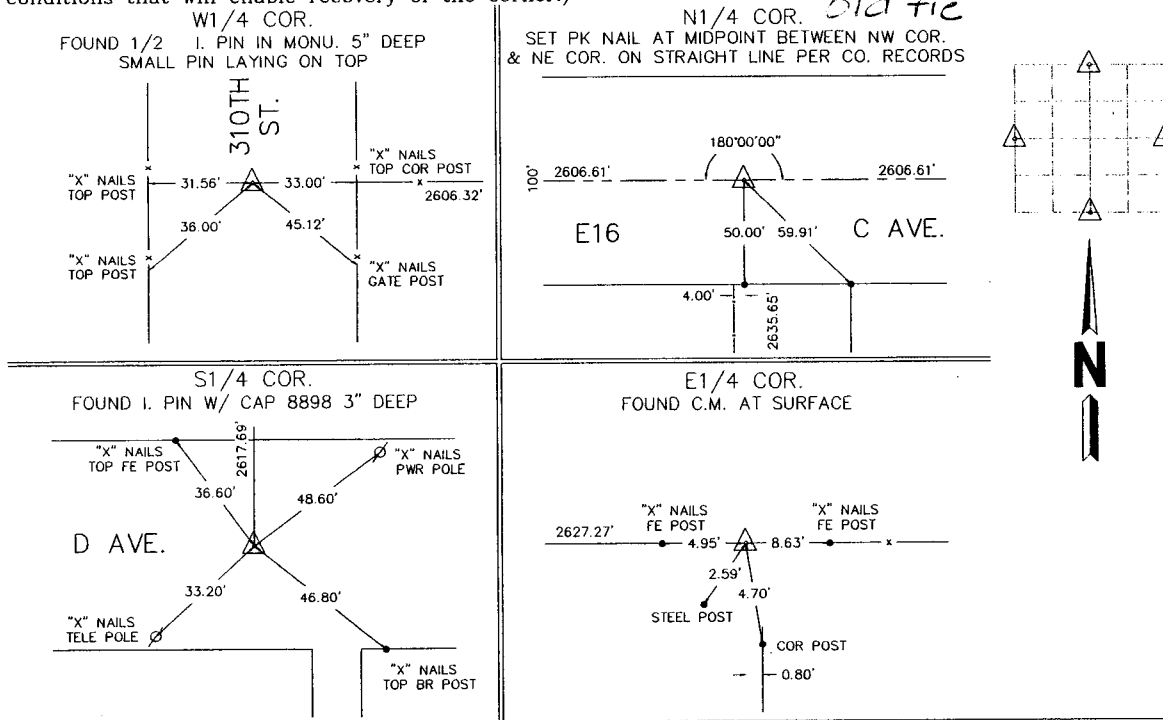 conditions that will enable recovery of the corner.)
W1/4 COR.
FOUND 1/2 I. PIN IN MONU. 5" DEEP
SMALL PIN LAYING ON TOP
310TH
ST.
"X" NAILS
TOP COR POST
"X" NAILS
TOP POST
31.56'
33.00'
2606.32'
36.00'
45.12'
"X" NAILS
TOP POST
"X" NAILS
GATE POST
N1/4 COR.
old tie
SET PK NAIL AT MIDPOINT BETWEEN NW COR.
& NE COR. ON STRAIGHT LINE PER CO. RECORDS
180°00'00"
100'
2606.61'
2606.61'
E16
50.00'
59.91'
C AVE.
4.00'
2635.65'
N
S1/4 COR.
FOUND I. PIN W/ CAP 8898 3" DEEP
"X" NAILS
TOP FE POST
2617.69'
"X" NAILS
PWR POLE
36.60'
48.60'
D AVE.
33.20'
46.80'
"X" NAILS
TELE POLE
"X" NAILS
TOP BR POST
E1/4 COR.
FOUND C.M. AT SURFACE
"X" NAILS
FE POST
"X" NAILS
FE POST
2627.27'
4.95'
8.63'
2.59'
4.70'
STEEL POST
COR POST
0.80'